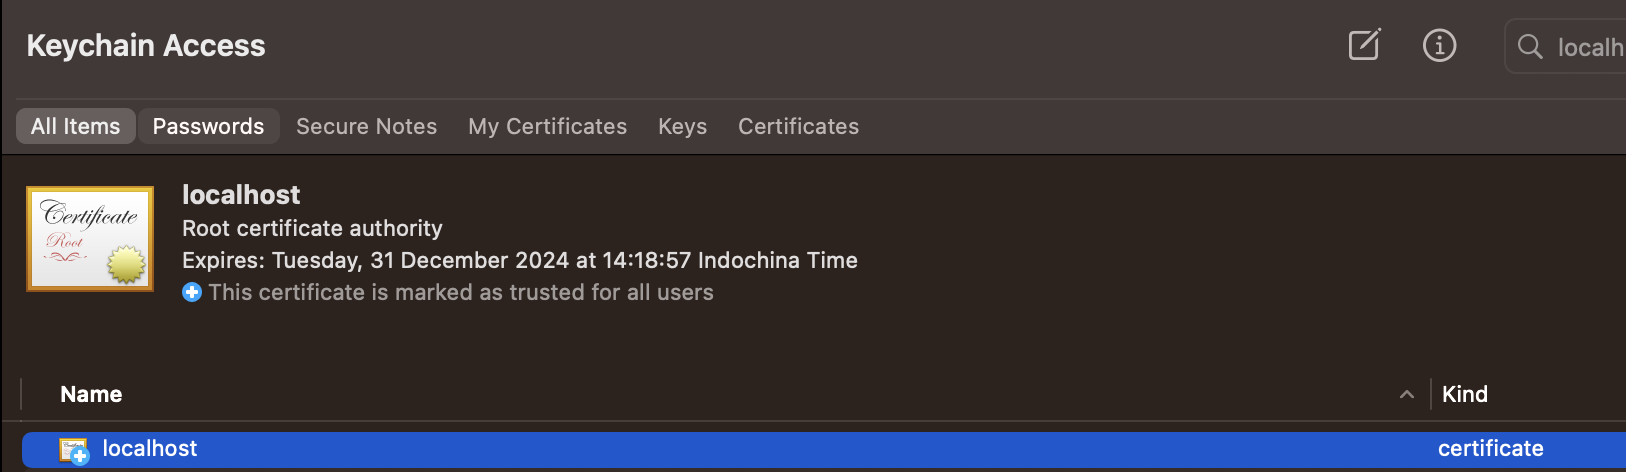 Keychain Access
localh
All Items Passwords Secure Notes My Certificates Keys Certificates
Certificate
Root
localhost
Root certificate authority
Expires: Tuesday, 31 December 2024 at 14:18:57 Indochina Time
This certificate is marked as trusted for all users
Name Kind
localhost certificate